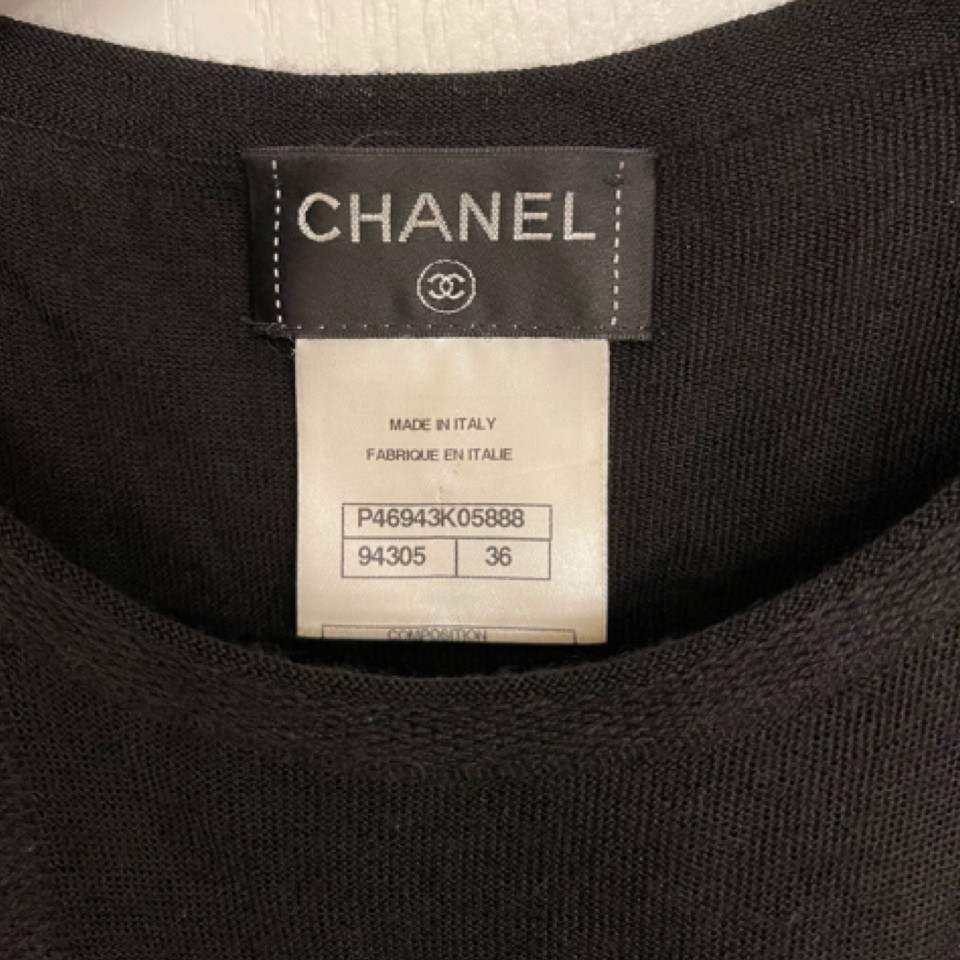 CHANEL
MADE IN ITALY
FABRIQUE EN ITALIE
P46943K05888
94305 36
COMPOSITION